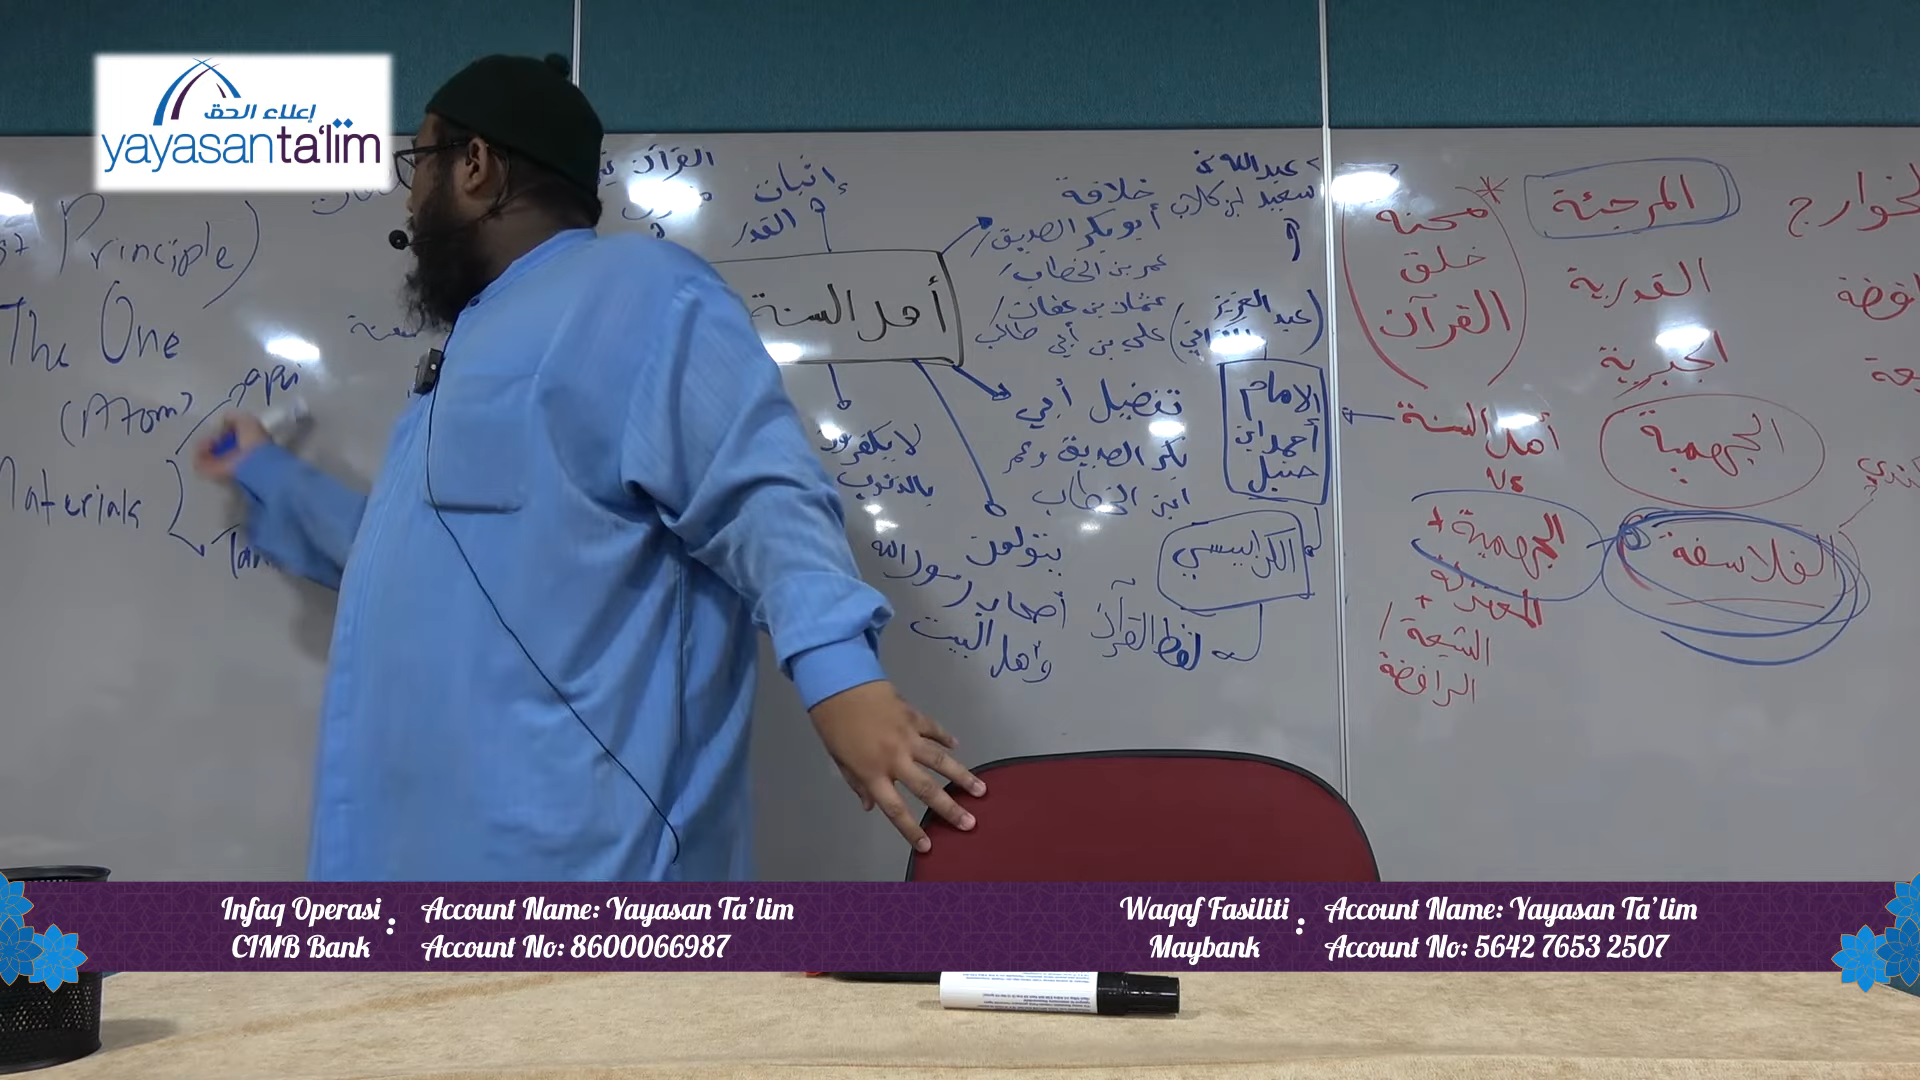 إعلاء الحق
yayasanta'lim
Principle)
The One
(Atom)
api
Materials
القرآن
إثبات
القدر
أهل السنة
خلافة
أبو بكر الصديق/
عمر بن الخطاب/
عثمان بن عفان/
علي بن أبي طالب
تفضيل أبي
بكر الصديق وعمر
ابن الخطاب
لا يكفرون
بالذنوب
يتولون
أصحاب رسول الله
وأهل البيت
عبد الله بن
سعيد ابن كلاب
(عبد العزيز
الإمام
أحمد ابن
حنبل
الكرابيسي
لفظ القرآن
محنة
خلق
القرآن
أهل السنة
vs
الجهمية +
المعتزلة +
الشيعة /
الرافضة
المرجئة
القدرية
الجبرية
الجهمية
الفلاسفة
Infaq Operasi : Account Name: Yayasan Ta'lim
CIMB Bank Account No: 8600066987
Waqaf Fasiliti : Account Name: Yayasan Ta'lim
Maybank Account No: 5642 7653 2507